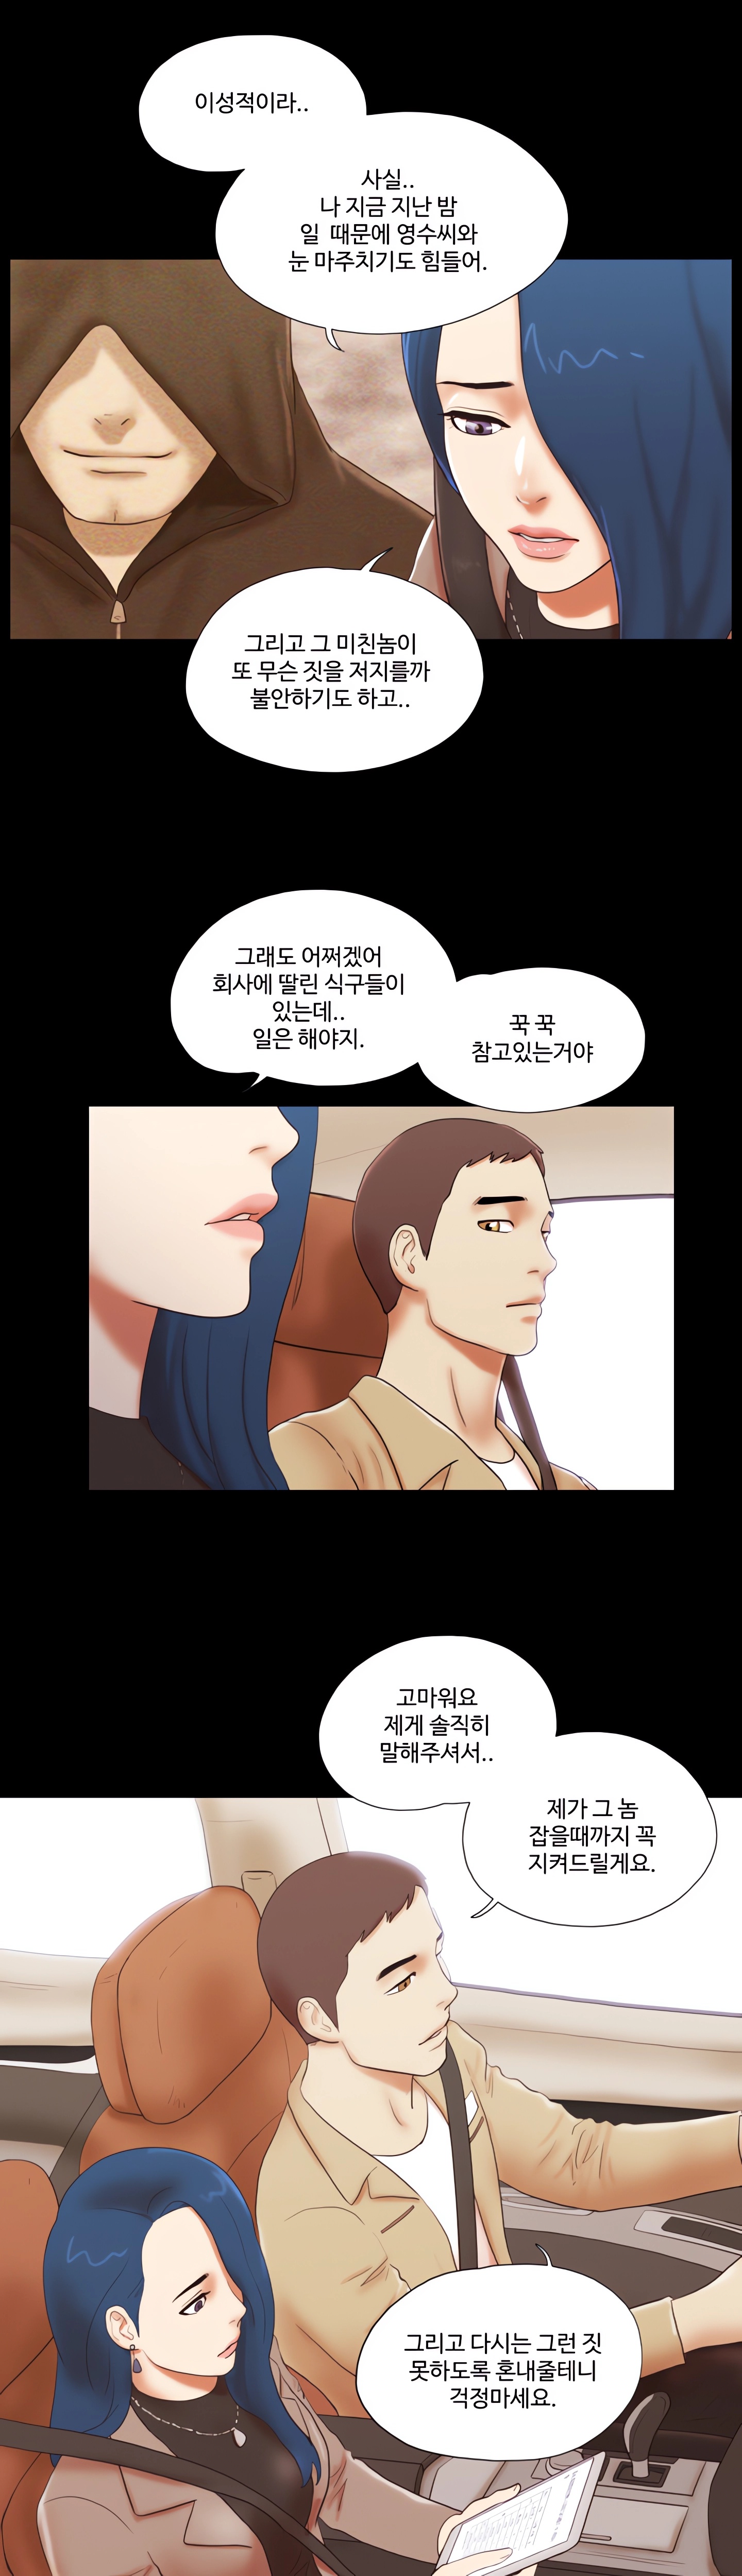 이성적이라..
사실..
나 지금 지난 밤
일 때문에 영수씨와
눈 마주치기도 힘들어.
그리고 그 미친놈이
또 무슨 짓을 저지를까
불안하기도 하고..
그래도 어쩌겠어
회사에 딸린 식구들이
있는데..
일은 해야지.
꾹 꾹
참고있는거야
고마워요
제게 솔직히
말해주셔서..
제가 그 놈
잡을때까지 꼭
지켜드릴게요.
그리고 다시는 그런 짓
못하도록 혼내줄테니
걱정마세요.